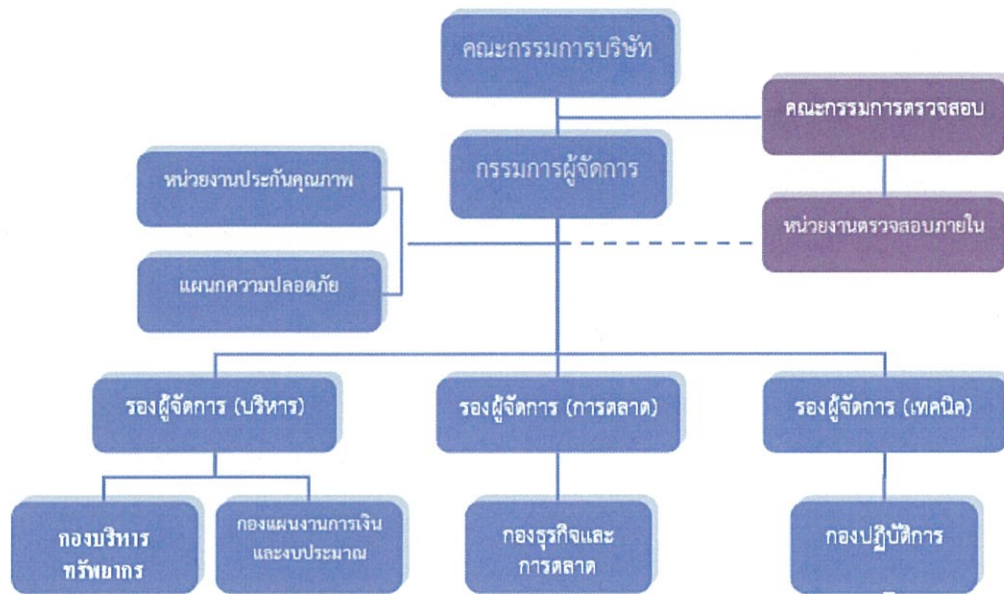 คณะกรรมการบริษัท
คณะกรรมการตรวจสอบ
กรรมการผู้จัดการ
หน่วยงานประกันคุณภาพ
หน่วยงานตรวจสอบภายใน
แผนกความปลอดภัย
รองผู้จัดการ (บริหาร)
รองผู้จัดการ (การตลาด)
รองผู้จัดการ (เทคนิค)
กองบริหาร
ทรัพยากร
กองแผนงานการเงิน
และงบประมาณ
กองธุรกิจและ
การตลาด
กองปฏิบัติการ